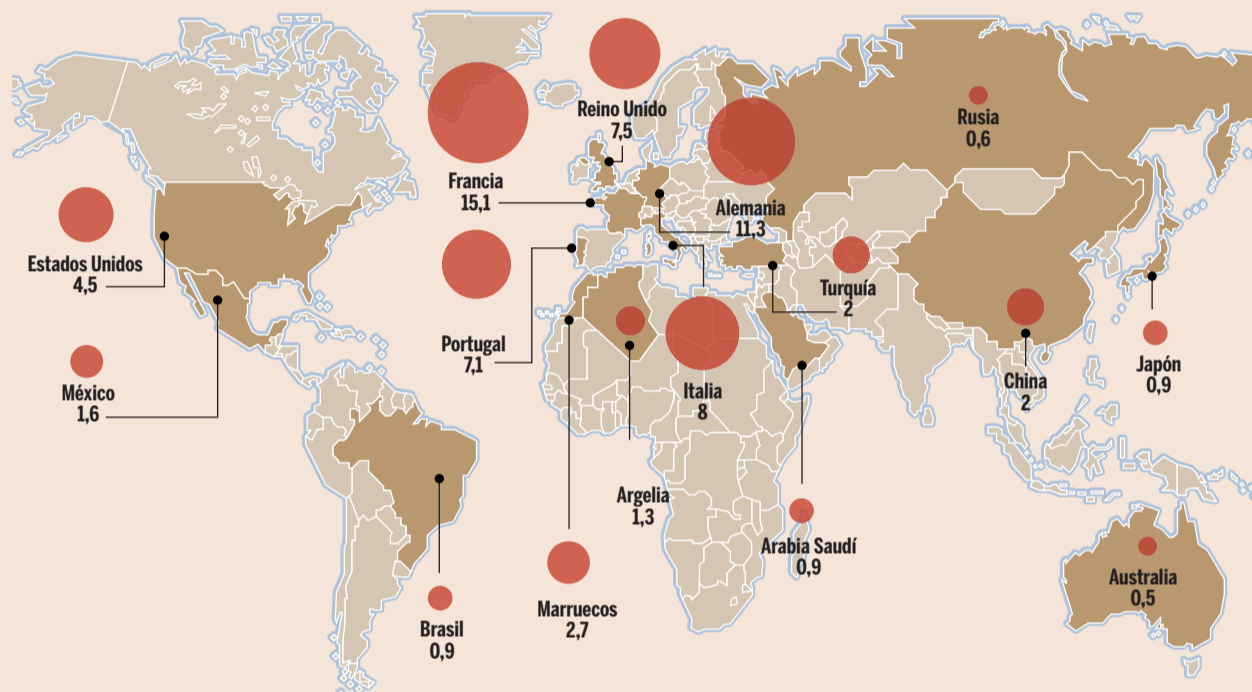 Reino Unido
7,5
Rusia
0,6
Francia
15,1
Alemania
11,3
Estados Unidos
4,5
Turquía
2
Portugal
7,1
México
1,6
Italia
8
China
2
Japón
0,9
Argelia
1,3
Arabia Saudí
0,9
Australia
0,5
Marruecos
2,7
Brasil
0,9